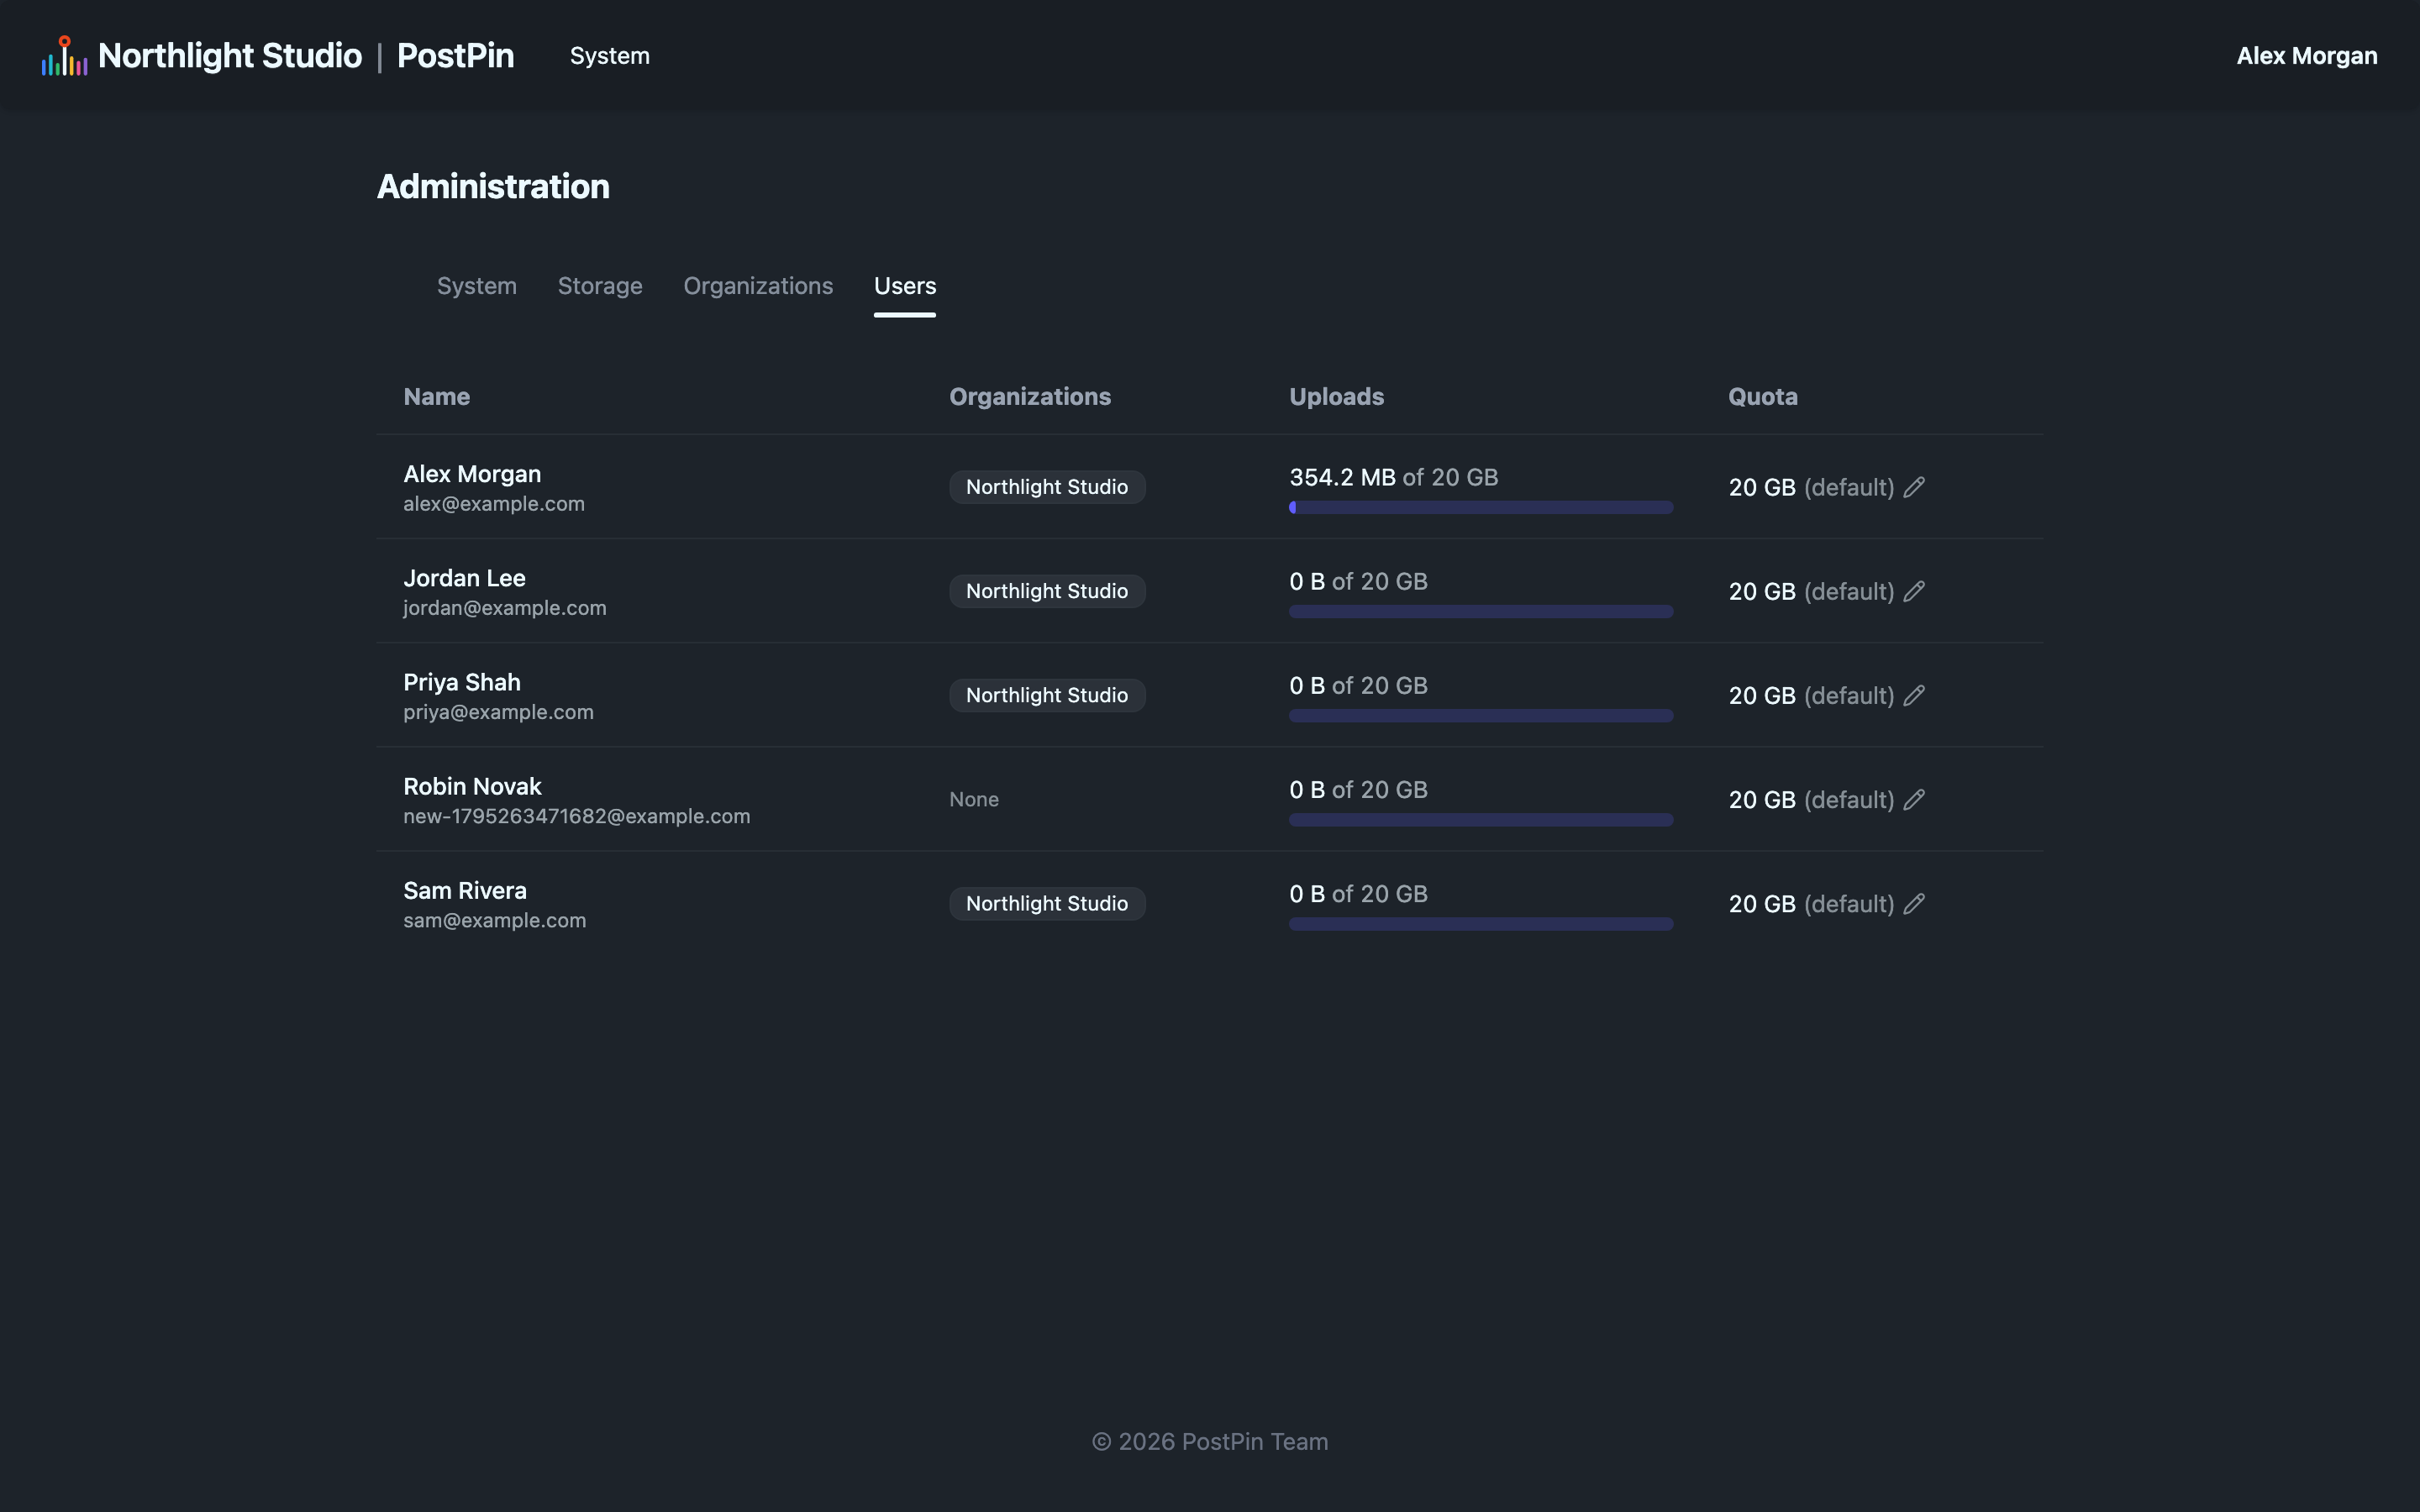 Northlight Studio | PostPin System Alex Morgan
Administration
System Storage Organizations Users
Name Organizations Uploads Quota
Alex Morgan
alex@example.com
Northlight Studio
354.2 MB of 20 GB
20 GB (default)
Jordan Lee
jordan@example.com
Northlight Studio
0 B of 20 GB
20 GB (default)
Priya Shah
priya@example.com
Northlight Studio
0 B of 20 GB
20 GB (default)
Robin Novak
new-1795263471682@example.com
None
0 B of 20 GB
20 GB (default)
Sam Rivera
sam@example.com
Northlight Studio
0 B of 20 GB
20 GB (default)
© 2026 PostPin Team